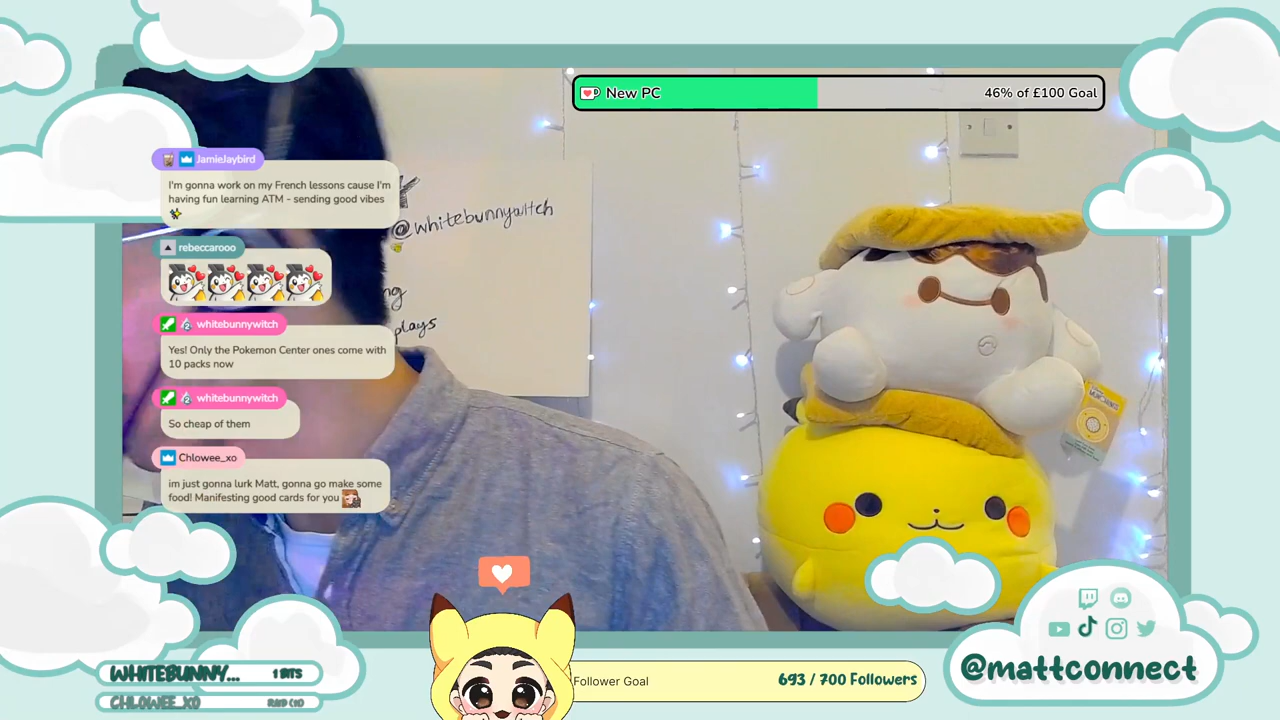 New PC
46% of £100 Goal
JamieJaybird
I'm gonna work on my French lessons cause I'm
having fun learning ATM - sending good vibes
@whitebunnywitch
rebeccarooo
ng
plays
2 whitebunnywitch
Yes! Only the Pokemon Center ones come with
10 packs now
2 whitebunnywitch
So cheap of them
Chlowee_xo
im just gonna lurk Matt, gonna go make some
food! Manifesting good cards for you
WHITEBUNNY...
1 BITS
CHLOWEE_XO
Follower Goal
693 / 700 Followers
@mattconnect